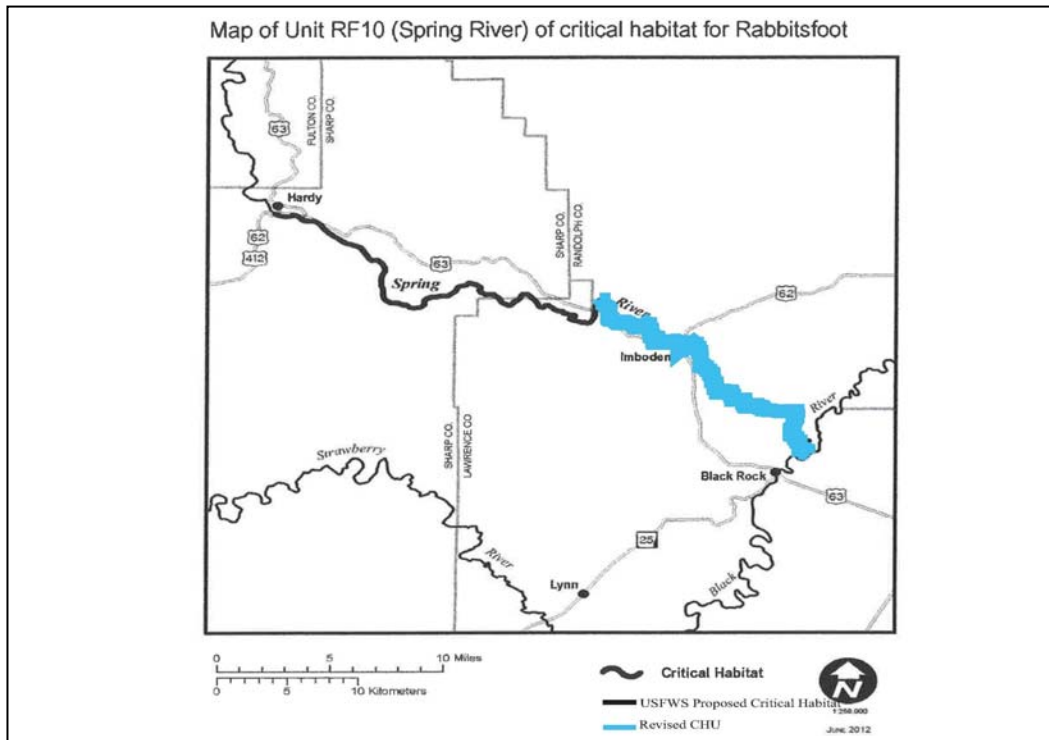 Map of Unit RF10 (Spring River) of critical habitat for Rabbitsfoot
63
FULTON CO.
SHARP CO.
Hardy
62
412
63
Spring
SHARP CO.
RANDOLPH CO.
River
62
Imboden
River
SHARP CO.
LAWRENCE CO
Strawberry
River
Black Rock
63
25
Lynn
Black
0 5 10 Miles
0 5 10 Kilometers
Critical Habitat
USFWS Proposed Critical Habitat
Revised CHU
N
1:250,000
JUNE, 2012